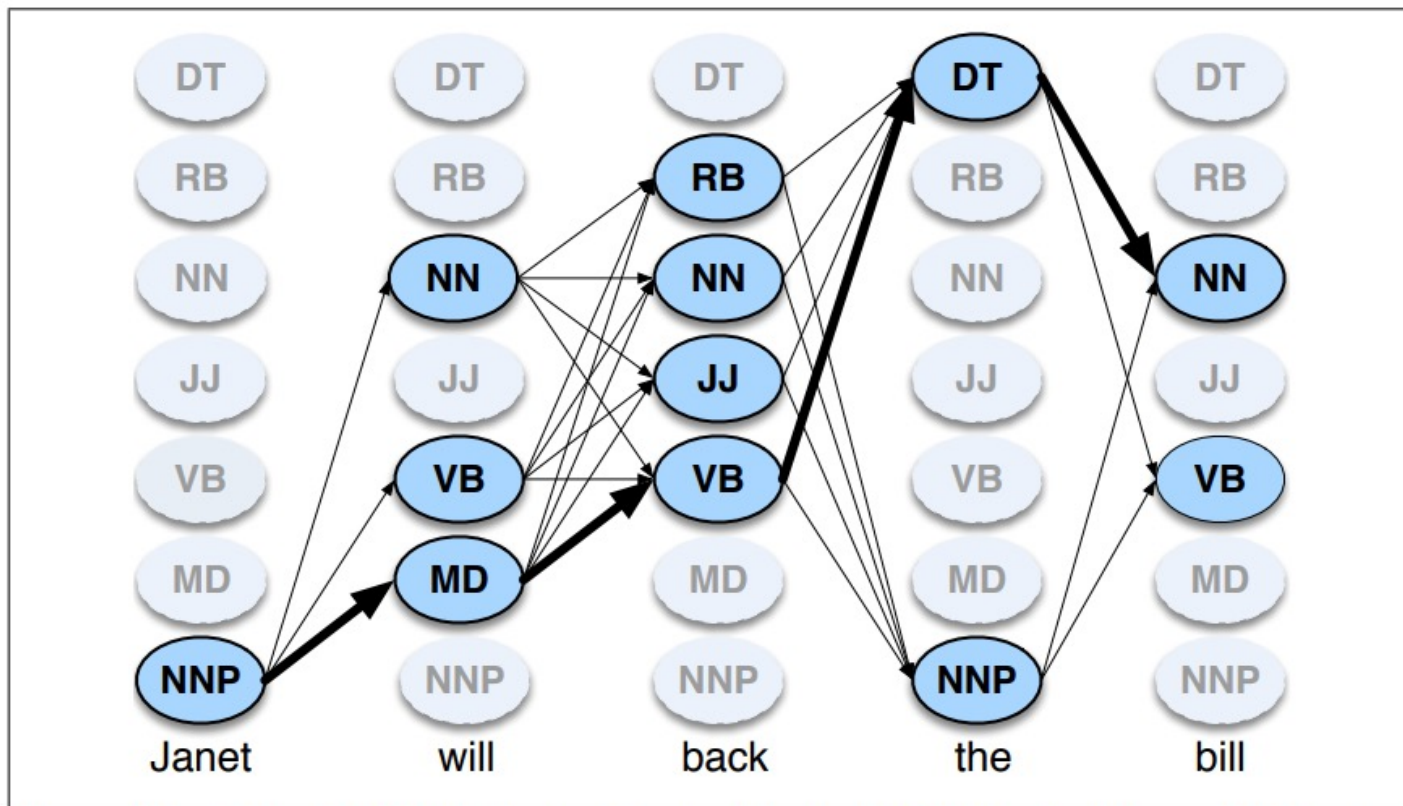 DT DT DT DT DT
RB RB RB RB RB
NN NN NN NN NN
JJ JJ JJ JJ JJ
VB VB VB VB VB
MD MD MD MD MD
NNP NNP NNP NNP NNP
Janet will back the bill